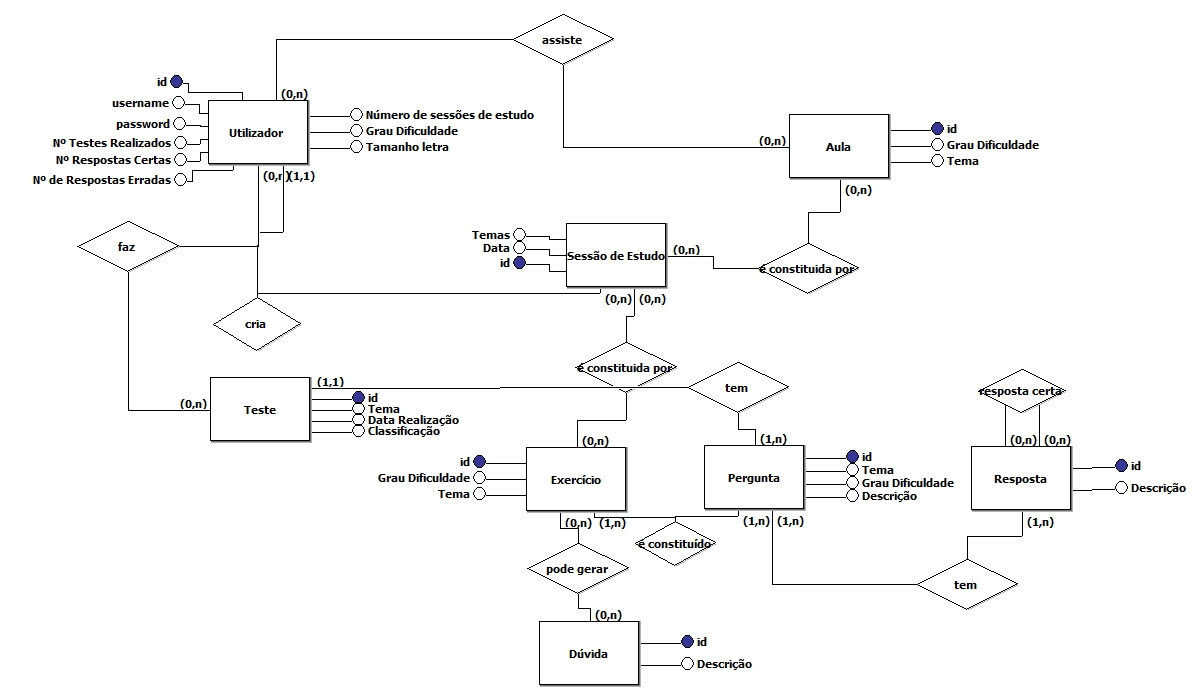 assiste
id
(0,n)
username
Número de sessões de estudo
password
Utilizador
Grau Dificuldade
Nº Testes Realizados
Tamanho letra
Nº Respostas Certas
Nº de Respostas Erradas
(0,n)
(1,1)
(0,n)
Aula
id
Grau Dificuldade
Tema
(0,n)
faz
Temas
Data
id
Sessão de Estudo
(0,n)
é constituida por
(0,n)
(0,n)
cria
é constituida por
(1,1)
tem
resposta certa
(0,n)
Teste
id
Tema
Data Realização
Classificação
(0,n)
(1,n)
(0,n)
(0,n)
id
Grau Dificuldade
Tema
Exercício
Pergunta
id
Tema
Grau Dificuldade
Descrição
Resposta
id
Descrição
(0,n)
(1,n)
(1,n)
(1,n)
(1,n)
é constituído
pode gerar
tem
(0,n)
Dúvida
id
Descrição